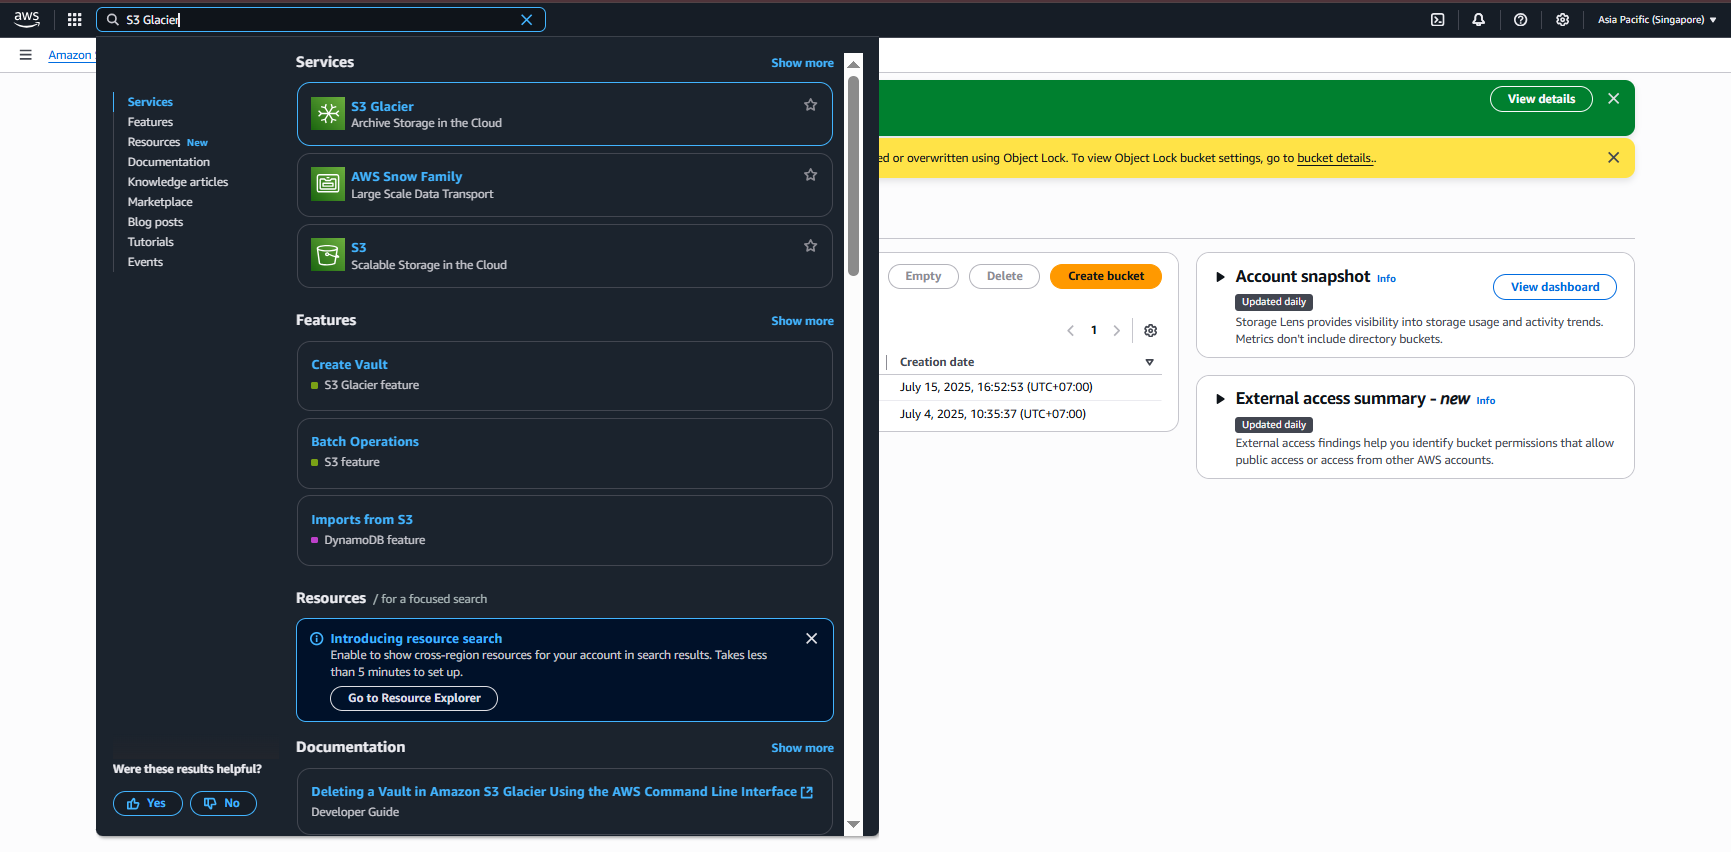 aws
S3 Glacier
Asia Pacific (Singapore)
Amazon
Services
Features
Resources New
Documentation
Knowledge articles
Marketplace
Blog posts
Tutorials
Events
Were these results helpful?
Yes
No
Services
Show more
S3 Glacier
Archive Storage in the Cloud
AWS Snow Family
Large Scale Data Transport
S3
Scalable Storage in the Cloud
Features
Show more
Create Vault
S3 Glacier feature
Batch Operations
S3 feature
Imports from S3
DynamoDB feature
Resources / for a focused search
Introducing resource search
Enable to show cross-region resources for your account in search results. Takes less
than 5 minutes to set up.
Go to Resource Explorer
Documentation
Show more
Deleting a Vault in Amazon S3 Glacier Using the AWS Command Line Interface
Developer Guide
View details
ed or overwritten using Object Lock. To view Object Lock bucket settings, go to bucket details..
Empty
Delete
Create bucket
1
Creation date
July 15, 2025, 16:52:53 (UTC+07:00)
July 4, 2025, 10:35:37 (UTC+07:00)
Account snapshot Info
View dashboard
Updated daily
Storage Lens provides visibility into storage usage and activity trends.
Metrics don't include directory buckets.
External access summary - new Info
Updated daily
External access findings help you identify bucket permissions that allow
public access or access from other AWS accounts.